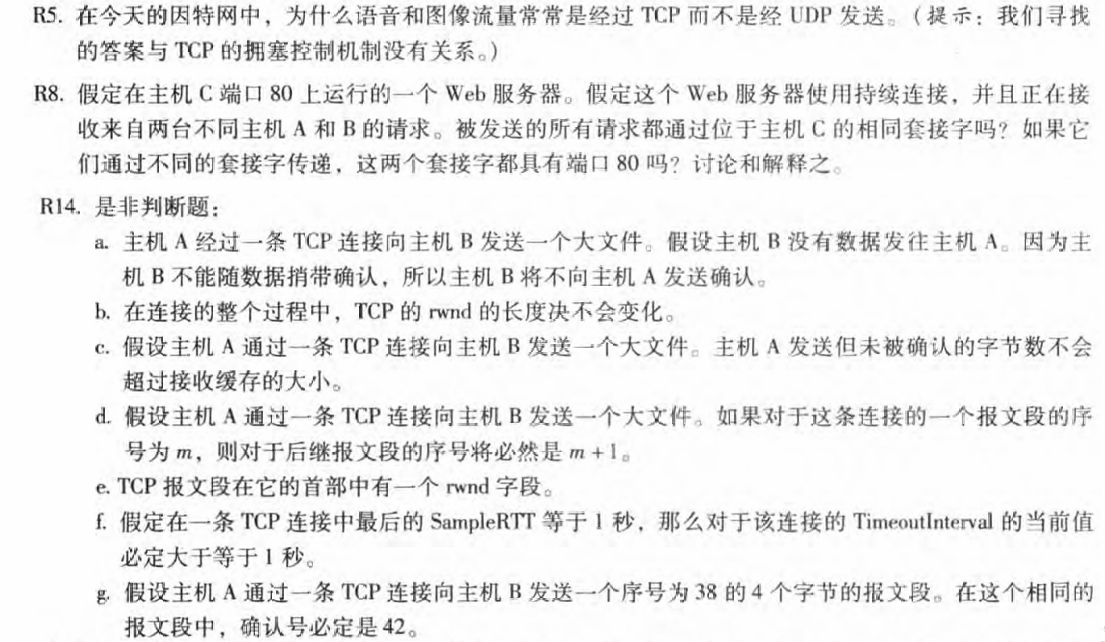 R5. 在今天的因特网中，为什么语音和图像流量常常是经过 TCP 而不是经 UDP 发送。（提示：我们寻找
的答案与 TCP 的拥塞控制机制没有关系。）
R8. 假定在主机 C 端口 80 上运行的一个 Web 服务器。假定这个 Web 服务器使用持续连接，并且正在接
收来自两台不同主机 A 和 B 的请求。被发送的所有请求都通过位于主机 C 的相同套接字吗？如果它
们通过不同的套接字传递，这两个套接字都具有端口 80 吗？讨论和解释之。
R14. 是非判断题：
a. 主机 A 经过一条 TCP 连接向主机 B 发送一个大文件。假设主机 B 没有数据发往主机 A。因为主
机 B 不能随数据捎带确认，所以主机 B 将不向主机 A 发送确认。
b. 在连接的整个过程中，TCP 的 rwnd 的长度决不会变化。
c. 假设主机 A 通过一条 TCP 连接向主机 B 发送一个大文件。主机 A 发送但未被确认的字节数不会
超过接收缓存的大小。
d. 假设主机 A 通过一条 TCP 连接向主机 B 发送一个大文件。如果对于这条连接的一个报文段的序
号为 m，则对于后继报文段的序号将必然是 m + 1。
e. TCP 报文段在它的首部中有一个 rwnd 字段。
f. 假定在一条 TCP 连接中最后的 SampleRTT 等于 1 秒，那么对于该连接的 TimeoutInterval 的当前值
必定大于等于 1 秒。
g. 假设主机 A 通过一条 TCP 连接向主机 B 发送一个序号为 38 的 4 个字节的报文段。在这个相同的
报文段中，确认号必定是 42。